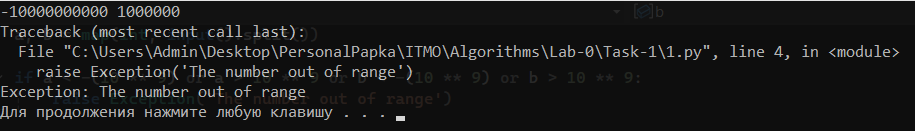 -10000000000 1000000
Traceback (most recent call last):
  File "C:\Users\Admin\Desktop\PersonalPapka\ITMO\Algorithms\Lab-0\Task-1\1.py", line 4, in <module>
    raise Exception('The number out of range')
Exception: The number out of range
Для продолжения нажмите любую клавишу . . .